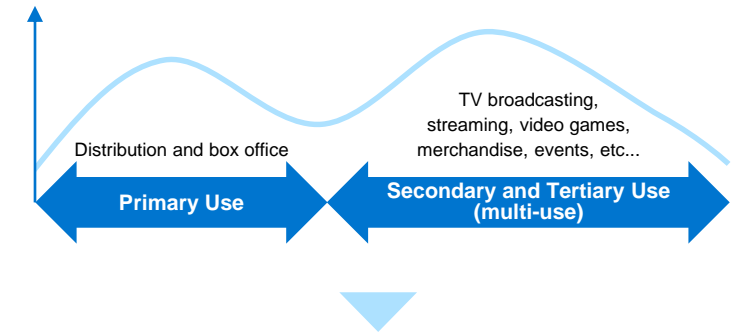 TV broadcasting,
streaming, video games,
merchandise, events, etc...
Distribution and box office
Primary Use
Secondary and Tertiary Use
(multi-use)